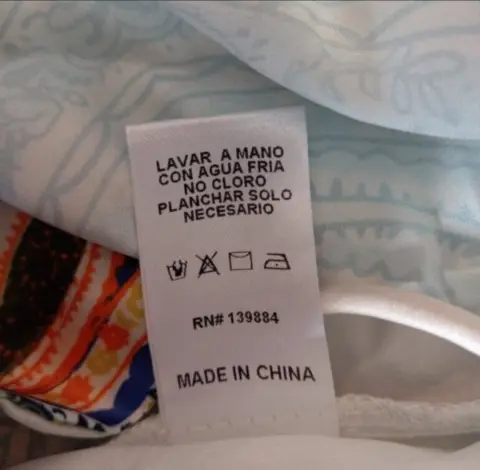 LAVAR A MANO
CON AGUA FRIA
NO CLORO
PLANCHAR SOLO
NECESARIO
RN# 139884
MADE IN CHINA